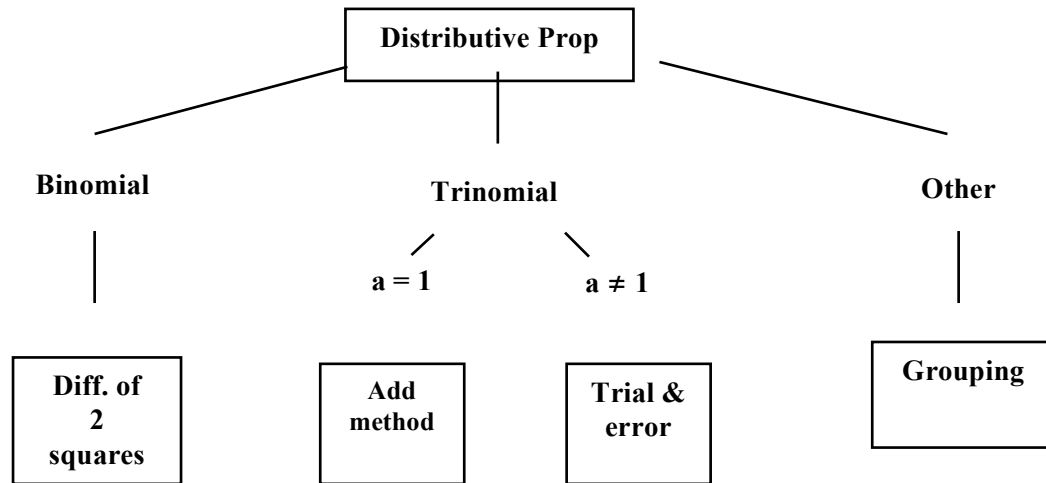 Distributive Prop
Binomial
Trinomial
Other
a = 1
a ≠ 1
Diff. of
2
squares
Add
method
Trial &
error
Grouping